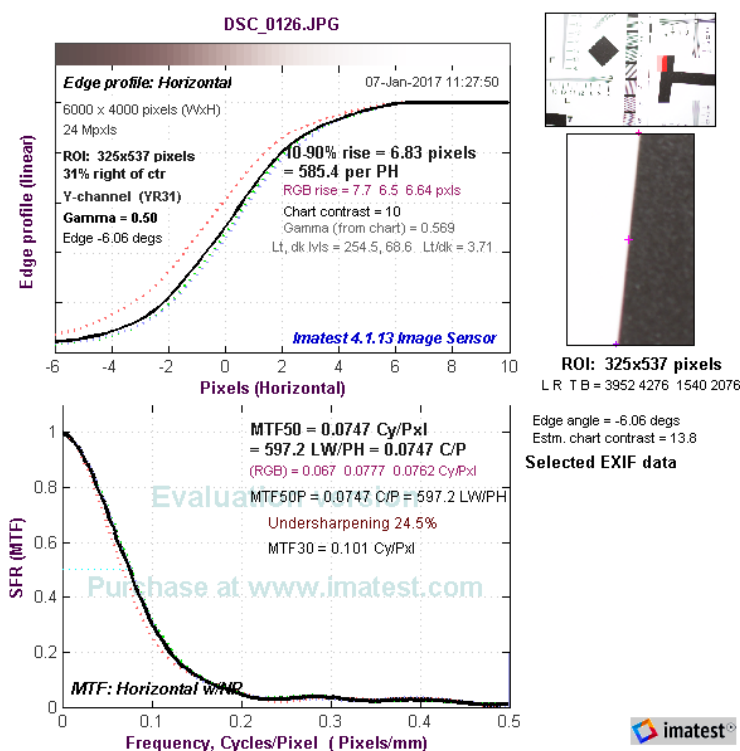 DSC_0126.JPG
Edge profile: Horizontal
07-Jan-2017 11:27:50
6000 x 4000 pixels (WxH)
24 Mpxls
ROI: 325x537 pixels
31% right of ctr
Y-channel (YR31)
Gamma = 0.50
Edge -6.06 degs
10-90% rise = 6.83 pixels
= 585.4 per PH
RGB rise = 7.7 6.5 6.64 pxls
Chart contrast = 10
Gamma (from chart) = 0.569
Lt, dk lvls = 254.5, 68.6 Lt/dk = 3.71
Imatest 4.1.13 Image Sensor
Edge profile (linear)
-6 -4 -2 0 2 4 6 8 10
Pixels (Horizontal)
ROI: 325x537 pixels
L R T B = 3952 4276 1540 2076
Edge angle = -6.06 degs
Estm. chart contrast = 13.8
Selected EXIF data
MTF50 = 0.0747 Cy/Pxl
= 597.2 LW/PH = 0.0747 C/P
(RGB) = 0.067 0.0777 0.0762 Cy/Pxl
Evaluation version
MTF50P = 0.0747 C/P = 597.2 LW/PH
Undersharpening 24.5%
MTF30 = 0.101 Cy/Pxl
Purchase at www.imatest.com
MTF: Horizontal w/NR
SFR (MTF)
1
0.8
0.6
0.4
0.2
0
0 0.1 0.2 0.3 0.4 0.5
Frequency, Cycles/Pixel ( Pixels/mm)
imatest®